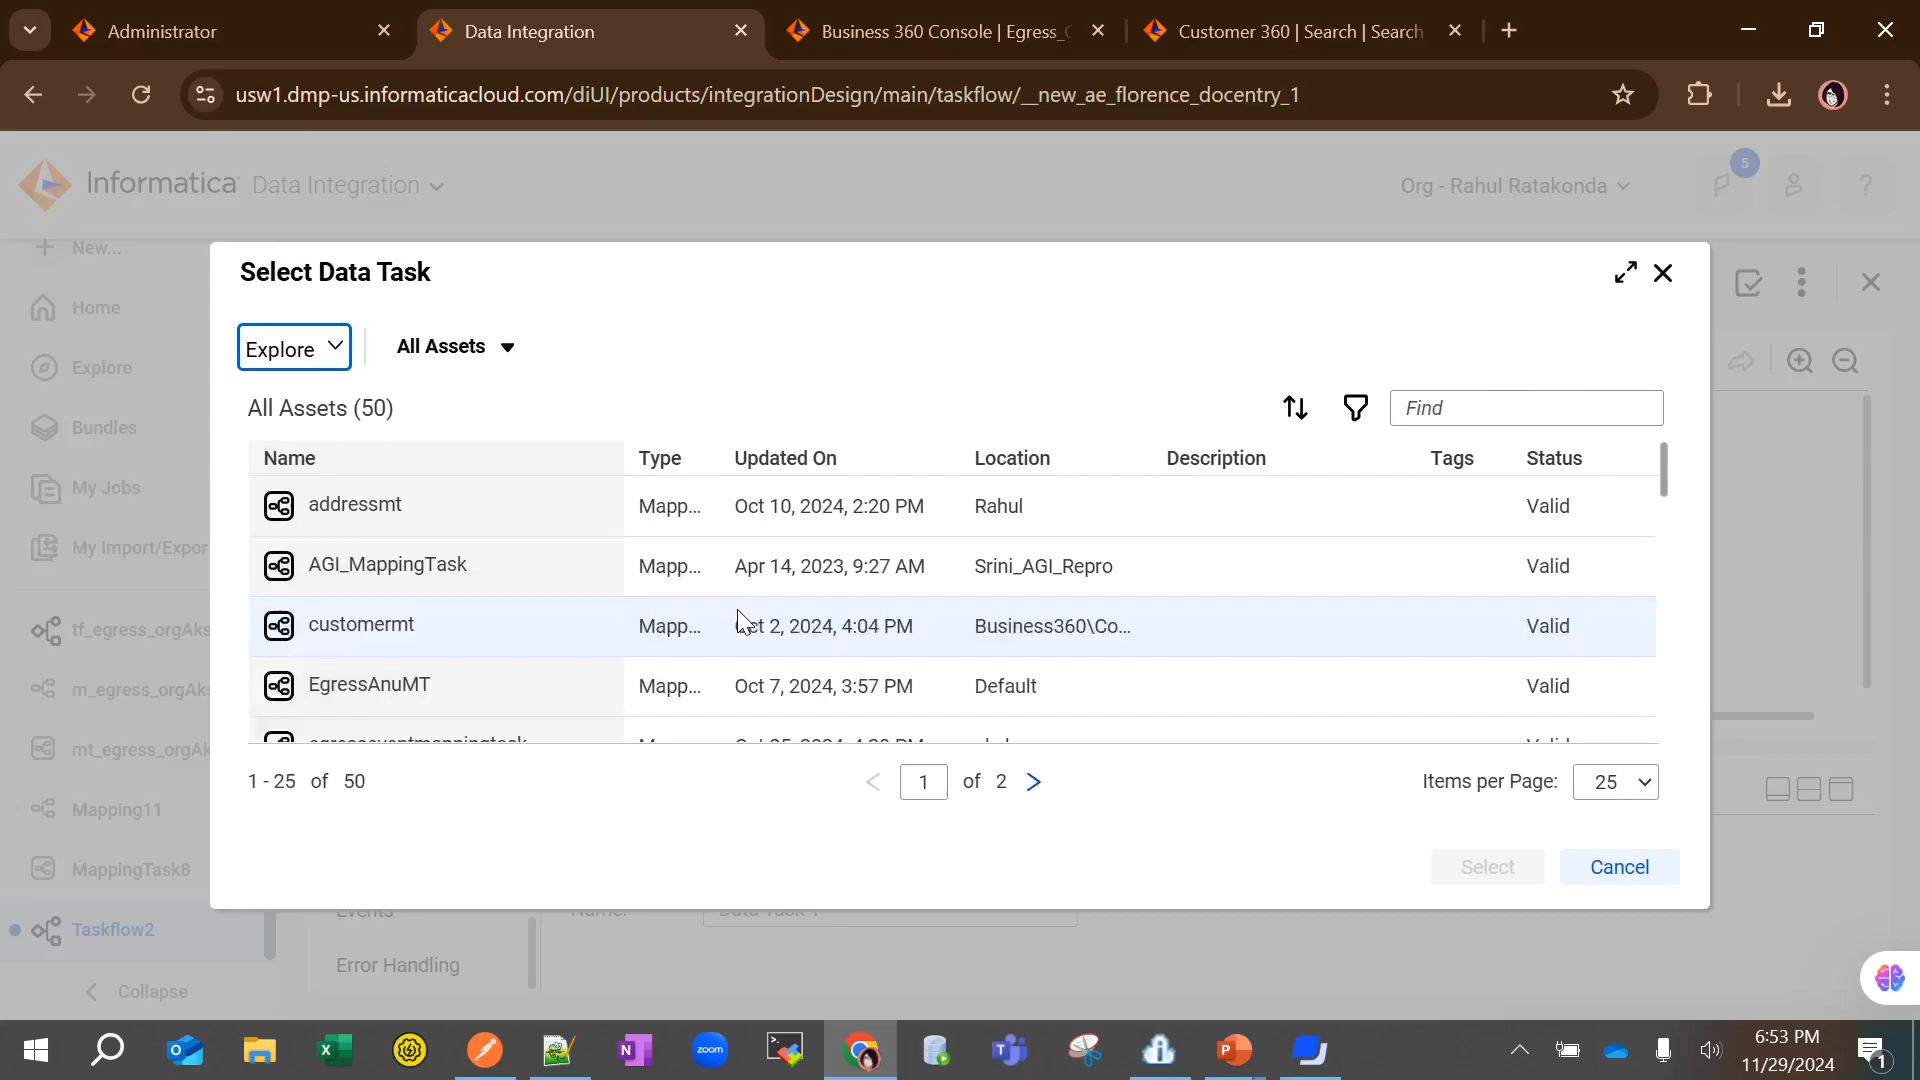 Administrator
Data Integration
Business 360 Console | Egress_
Customer 360 | Search | Search
usw1.dmp-us.informaticacloud.com/diUI/products/integrationDesign/main/taskflow/__new_ae_florence_docentry_1
Informatica Data Integration
Org - Rahul Ratakonda
5
?
New...
Home
Explore
Bundles
My Jobs
My Import/Expor
tf_egress_orgAks
m_egress_orgAks
mt_egress_orgAk
Mapping11
MappingTask8
Taskflow2
Collapse
Select Data Task
Explore
All Assets
All Assets (50)
Find
Name Type Updated On Location Description Tags Status
addressmt Mapp... Oct 10, 2024, 2:20 PM Rahul Valid
AGI_MappingTask Mapp... Apr 14, 2023, 9:27 AM Srini_AGI_Repro Valid
customermt Mapp... Oct 2, 2024, 4:04 PM Business360\Co... Valid
EgressAnuMT Mapp... Oct 7, 2024, 3:57 PM Default Valid
1 - 25 of 50
1 of 2
Items per Page: 25
Select
Cancel
Events
Error Handling
zoom
6:53 PM
11/29/2024
1